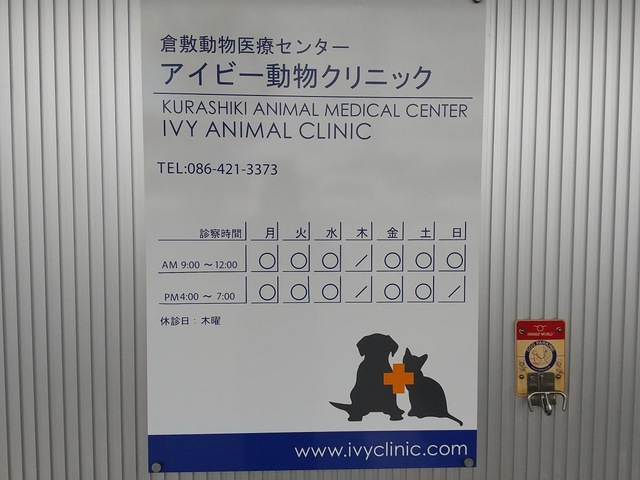 倉敷動物医療センター
アイビー動物クリニック
KURASHIKI ANIMAL MEDICAL CENTER
IVY ANIMAL CLINIC
TEL:086-421-3373
診察時間 月 火 水 木 金 土 日
AM 9:00 〜 12:00 ○ ○ ○ ／ ○ ○ ○
PM4:00 〜 7:00 ○ ○ ○ ／ ○ ○ ／
休診日：木曜
www.ivyclinic.com
DOG PARKING